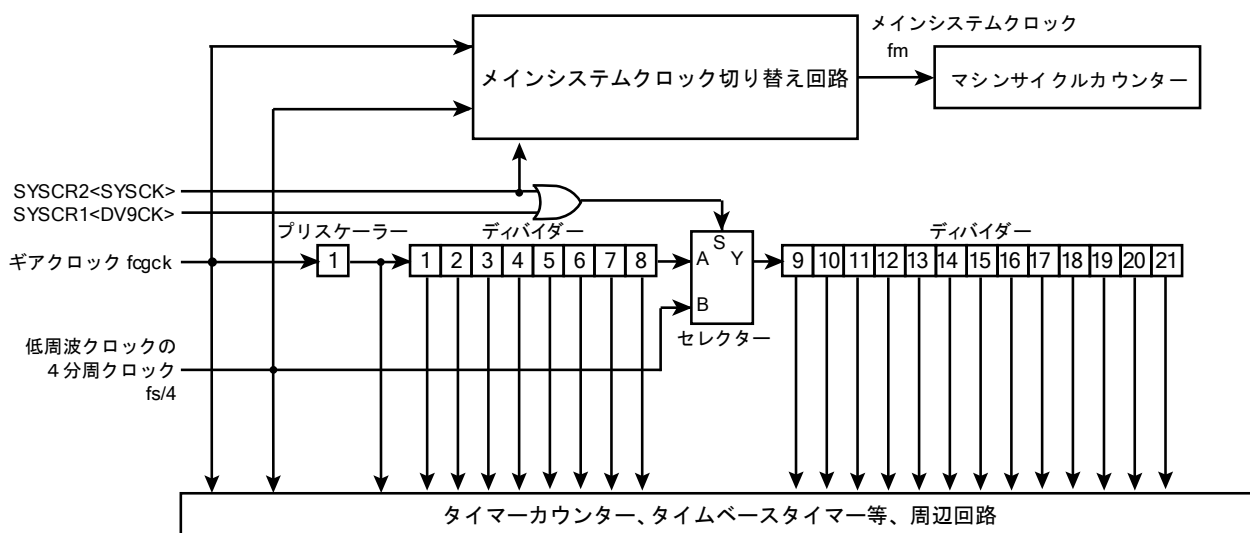 メインシステムクロック
fm
メインシステムクロック切り替え回路
マシンサイクルカウンター
SYSCR2<SYSCK>
SYSCR1<DV9CK>
プリスケーラー
ディバイダー
ディバイダー
ギアクロック fcgck
1
1 2 3 4 5 6 7 8
S
A Y
B
9 10 11 12 13 14 15 16 17 18 19 20 21
セレクター
低周波クロックの
4分周クロック
fs/4
タイマーカウンター、タイムベースタイマー等、周辺回路